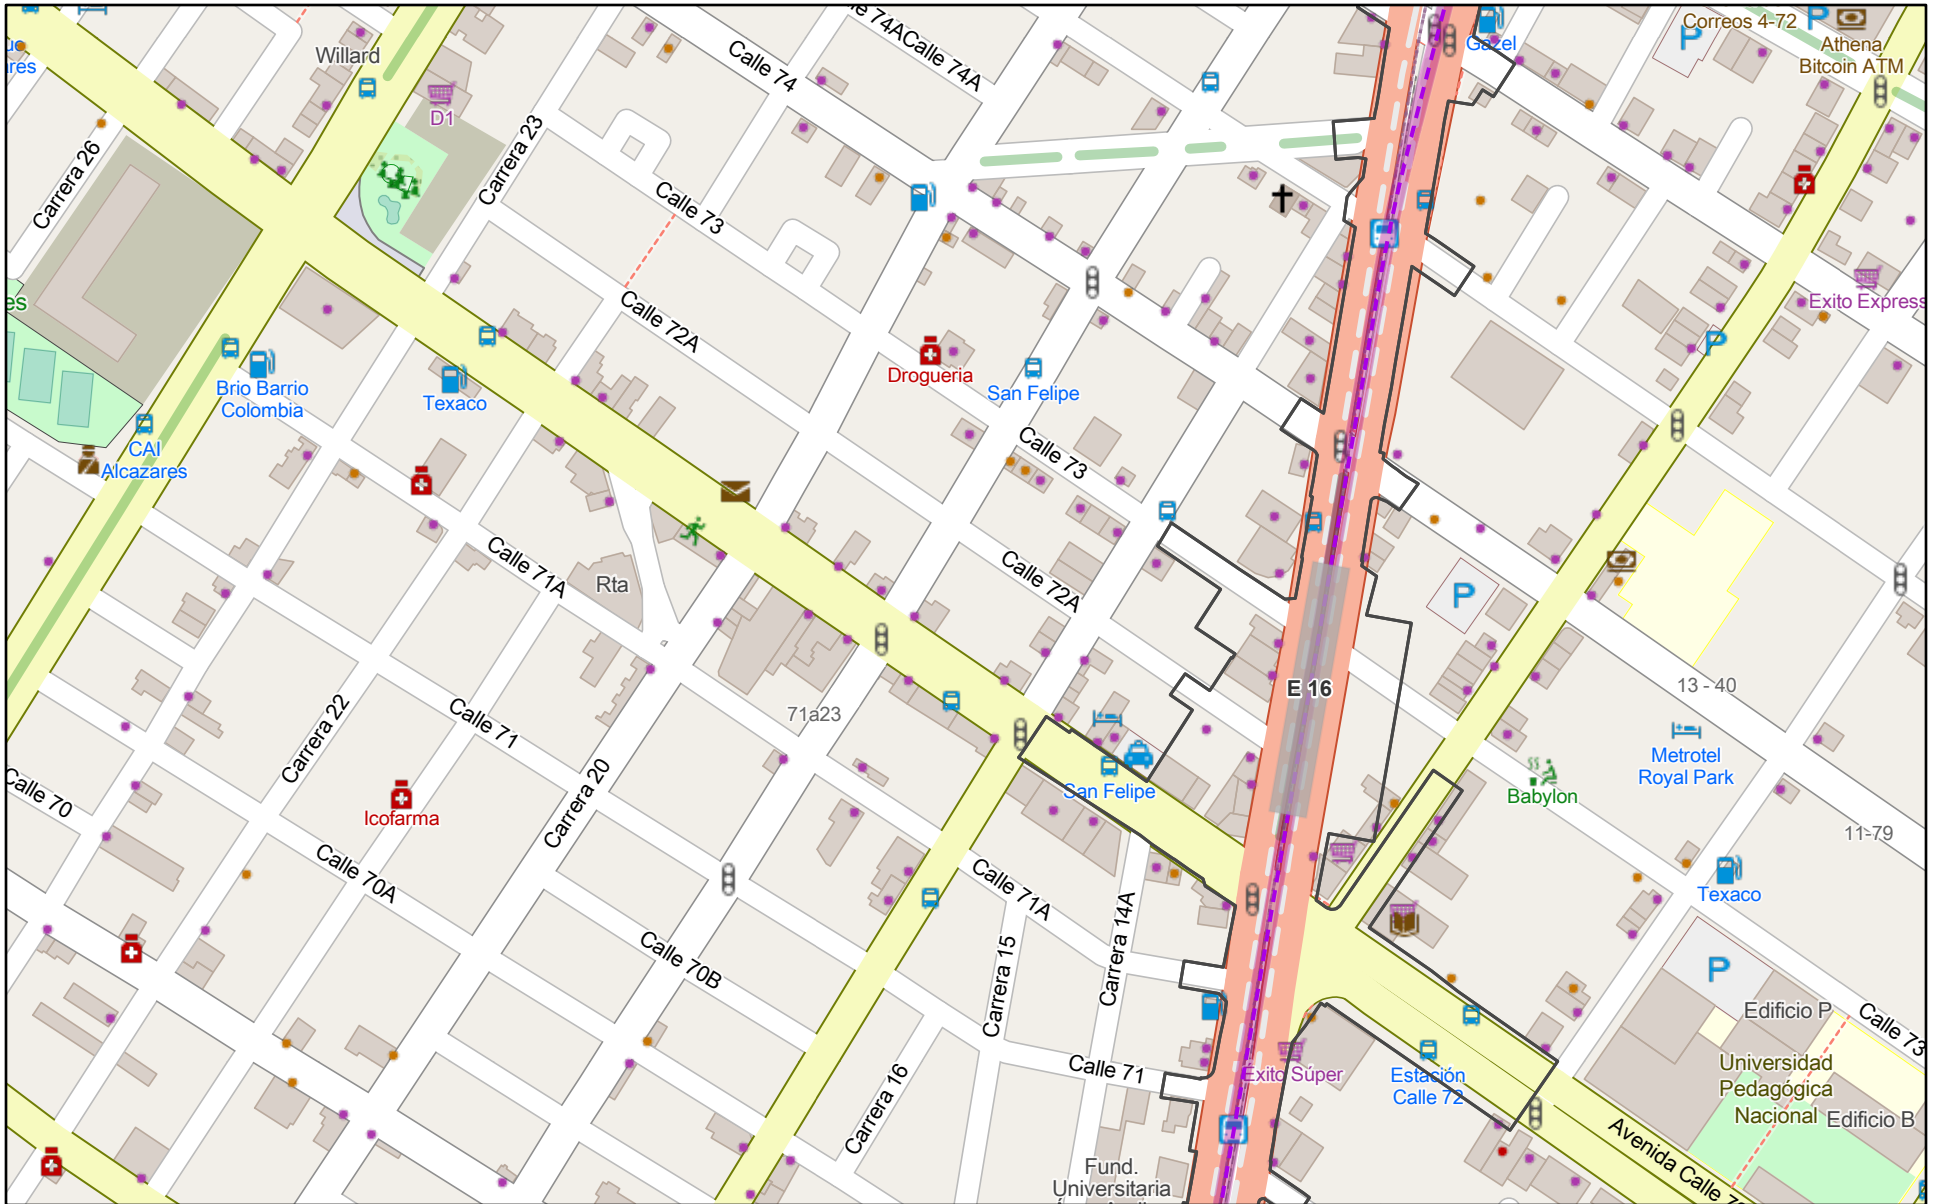 Calle 74A
Calle 74A
Correos 4-72
Athena
Bitcoin ATM
Willard
Calle 74
Gazel
D1
Carrera 26
Carrera 23
Calle 73
Calle 72A
Exito Express
Brio Barrio
Colombia
Texaco
Drogueria
San Felipe
CAI
Alcazares
Calle 73
Calle 71A
Rta
Calle 72A
E 16
13 - 40
71a23
Calle 71
Carrera 22
Metrotel
Royal Park
San Felipe
Babylon
Calle 70
Icofarma
Carrera 20
11-79
Calle 70A
Calle 71A
Texaco
Carrera 14A
Carrera 15
Calle 70B
Edificio P
Calle 73
Calle 71
Éxito Súper
Estación
Calle 72
Universidad
Pedagógica
Nacional
Edificio B
Carrera 16
Avenida Calle
Fund.
Universitaria